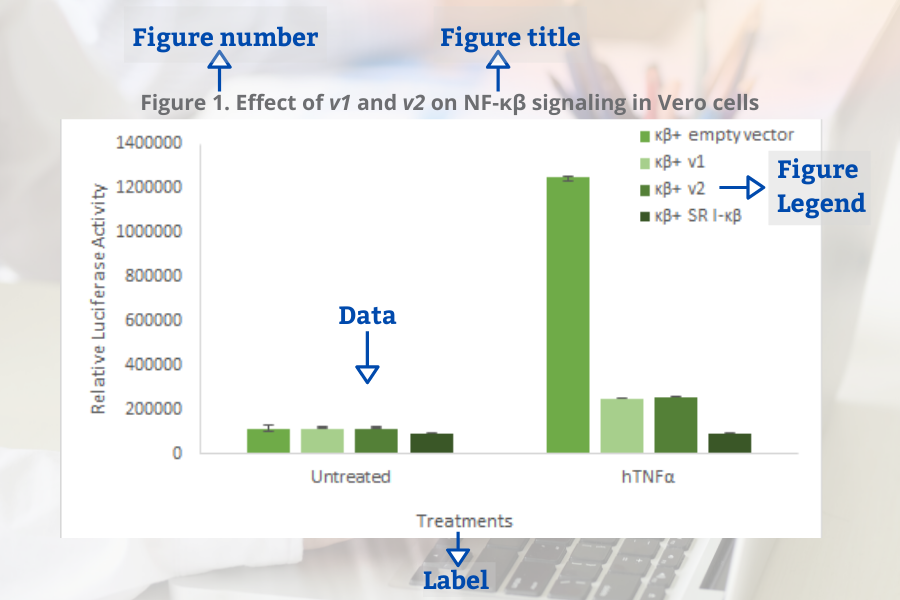 Figure number
Figure title
Figure 1. Effect of v1 and v2 on NF-κβ signaling in Vero cells
Relative Luciferase Activity
1400000
1200000
1000000
800000
600000
400000
200000
0
κβ+ empty vector
κβ+ v1
κβ+ v2
κβ+ SR I-κβ
Figure
Legend
Data
Untreated
hTNFα
Treatments
Label